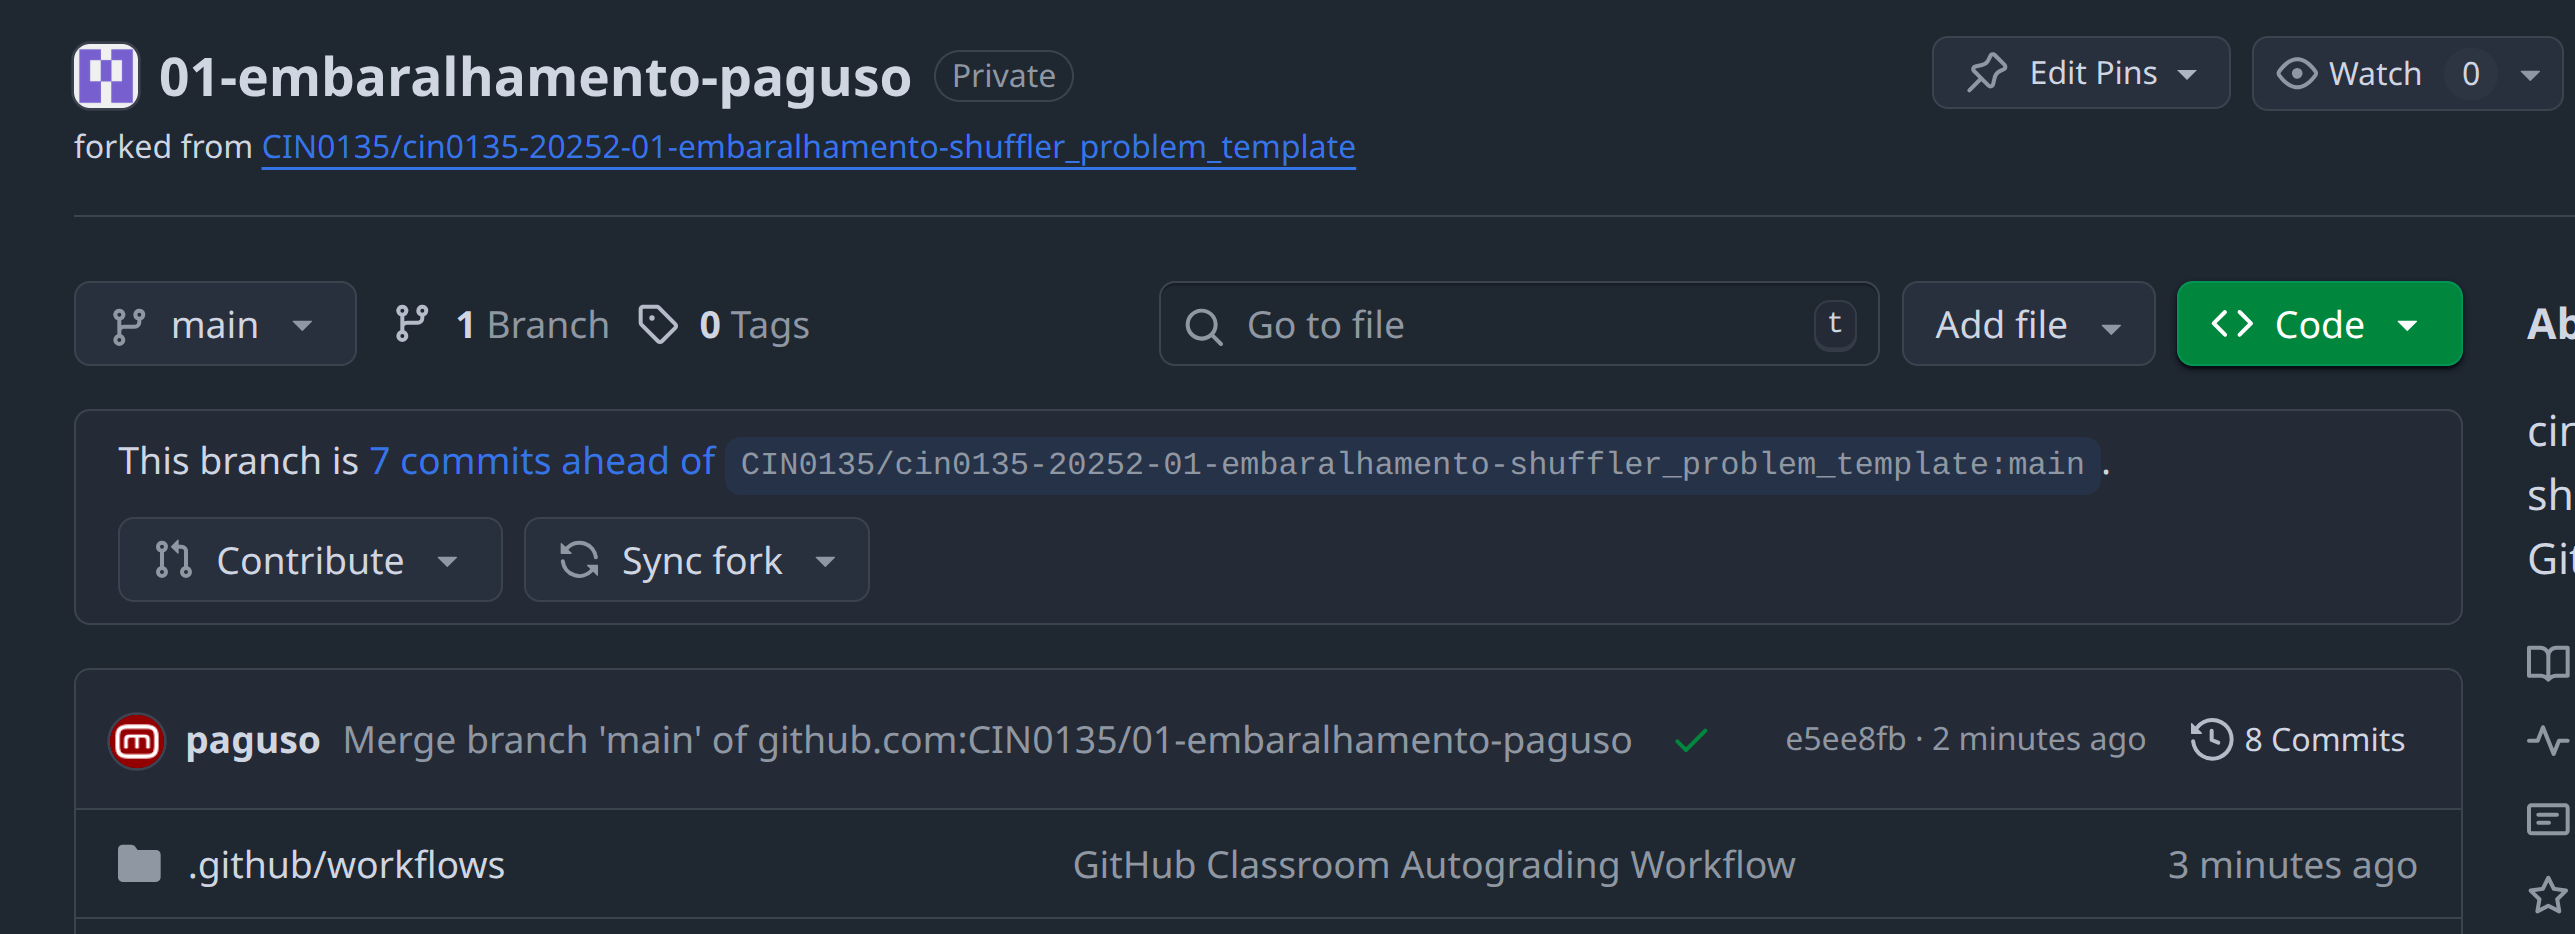 01-embaralhamento-paguso Private Edit Pins Watch 0
forked from CIN0135/cin0135-20252-01-embaralhamento-shuffler_problem_template
main 1 Branch 0 Tags Go to file t Add file Code Ab
This branch is 7 commits ahead of CIN0135/cin0135-20252-01-embaralhamento-shuffler_problem_template:main .
cin
sh
Contribute Sync fork Git
paguso Merge branch 'main' of github.com:CIN0135/01-embaralhamento-paguso e5ee8fb · 2 minutes ago 8 Commits
.github/workflows GitHub Classroom Autograding Workflow 3 minutes ago